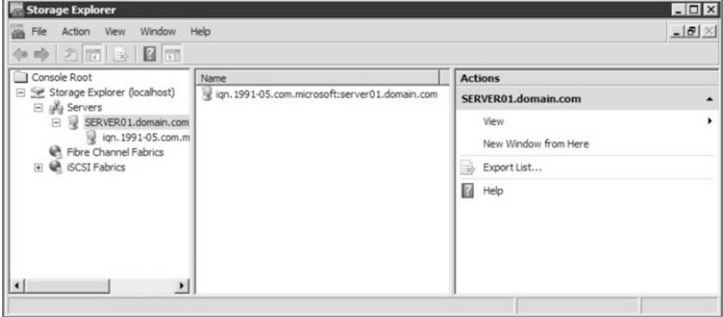 Storage Explorer
File Action View Window Help
Console Root
Storage Explorer (localhost)
Servers
SERVER01.domain.com
iqn.1991-05.com.m
Fibre Channel Fabrics
iSCSI Fabrics
Name
iqn.1991-05.com.microsoft:server01.domain.com
Actions
SERVER01.domain.com
View
New Window from Here
Export List...
Help